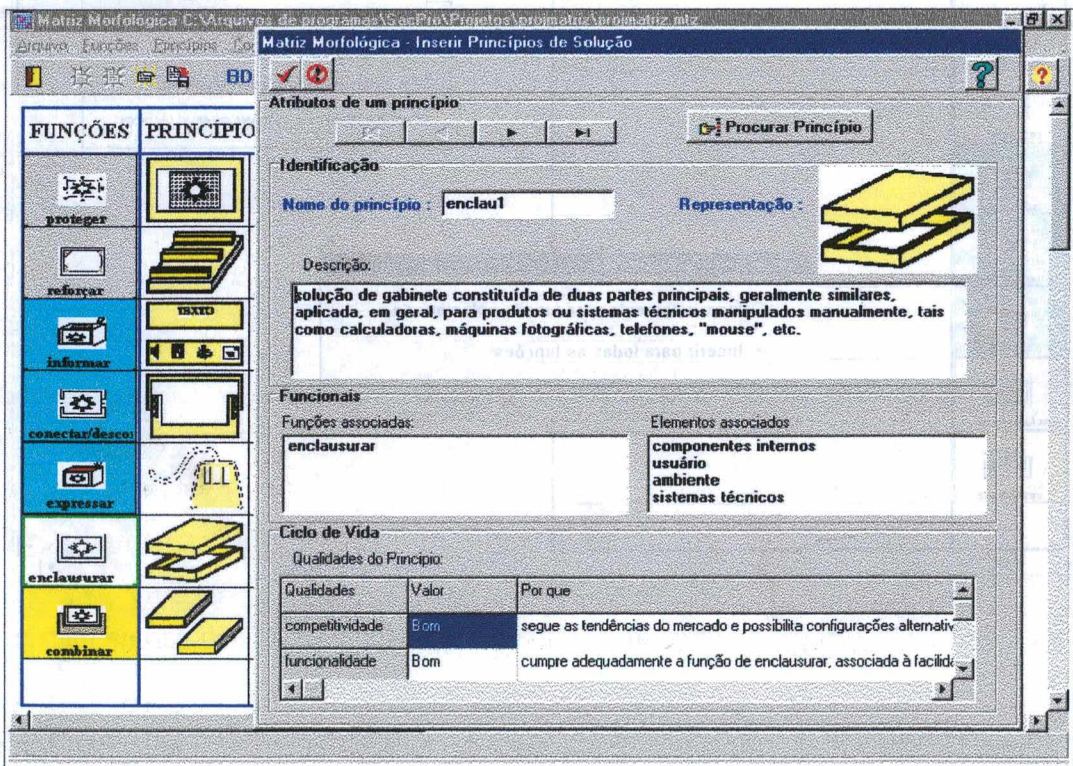 Matriz Morfológica C:\Arquivos de programas\SacPro\Projetos\projmatriz\projmatriz.mtz
Arquivo Funções Princípios
Matriz Morfológica - Inserir Princípios de Solução
BD
Atributos de um princípio
Procurar Princípio
FUNÇÕES PRINCÍPIO
Identificação
Nome do princípio : enclau1
Representação :
proteger
Descrição:
reforçar
solução de gabinete constituída de duas partes principais, geralmente similares,
aplicada, em geral, para produtos ou sistemas técnicos manipulados manualmente, tais
como calculadoras, máquinas fotográficas, telefones, "mouse", etc.
TEXTO
informar
Funcionais
Funções associadas:
Elementos associados
enclausurar
componentes internos
usuário
ambiente
sistemas técnicos
conectar/descon
expressar
Ciclo de Vida
Qualidades do Princípio:
enclausurar
Qualidades Valor Por que
competitividade Bom segue as tendências do mercado e possibilita configurações alternativ
funcionalidade Bom cumpre adequadamente a função de enclausurar, associada à facilida
combinar